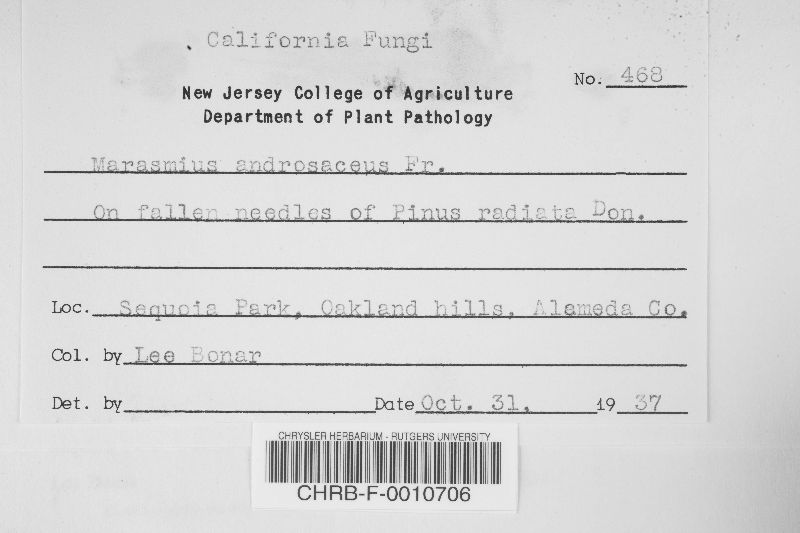 California Fungi
No. 468
New Jersey College of Agriculture
Department of Plant Pathology
Marasmius androsaceus Fr.
On fallen needles of Pinus radiata Don.
Loc. Sequoia Park, Oakland hills, Alameda Co.
Col. by Lee Bonar
Det. by Date Oct. 31, 19 37
CHRYSLER HERBARIUM - RUTGERS UNIVERSITY
CHRB-F-0010706